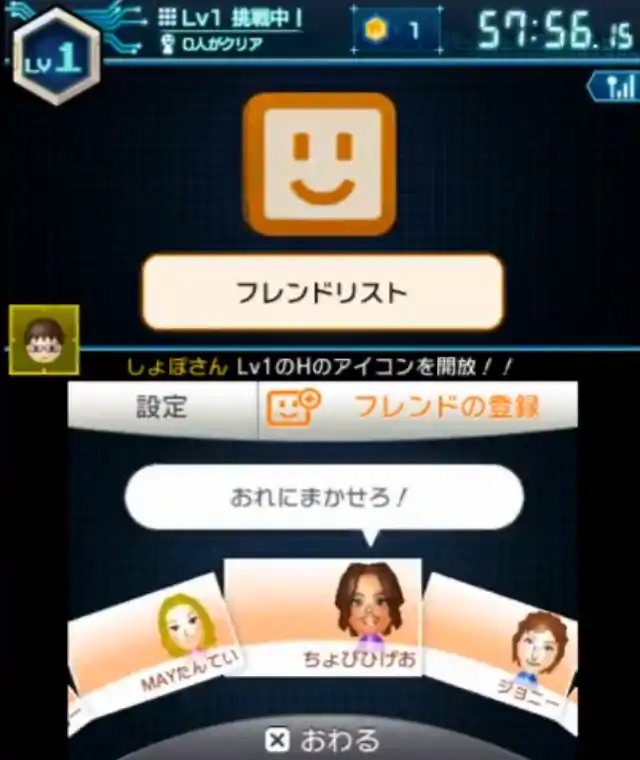 Lv1 挑戦中！
0人がクリア
LV 1
1
57:56.15
フレンドリスト
しょぽさん Lv1のHのアイコンを開放！！
設定
フレンドの登録
おれにまかせろ！
MAYたんてい
ちょびひげお
ジョニー
おわる